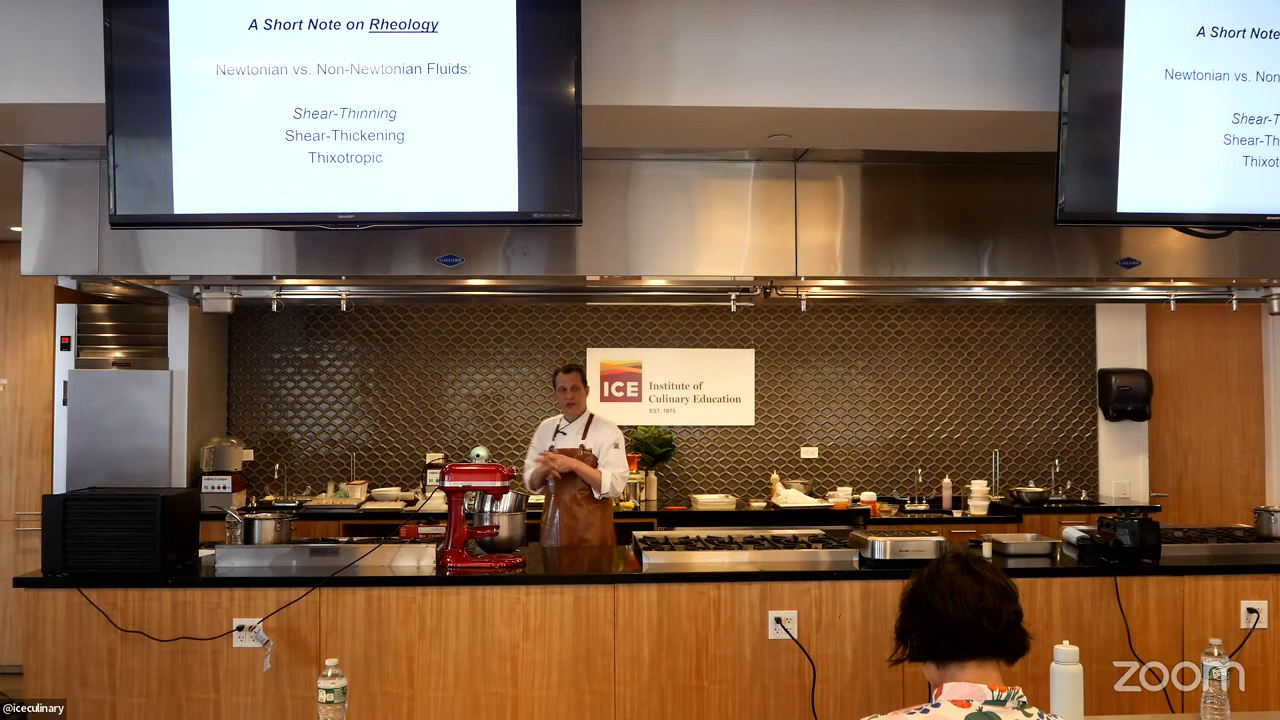 A Short Note on Rheology
Newtonian vs. Non-Newtonian Fluids:
Shear-Thinning
Shear-Thickening
Thixotropic
SHARP
A Short Note
Newtonian vs. Non
Shear-T
Shear-Th
Thixot
ICE
Institute of
Culinary Education
EST. 1975
zoom
@iceculinary